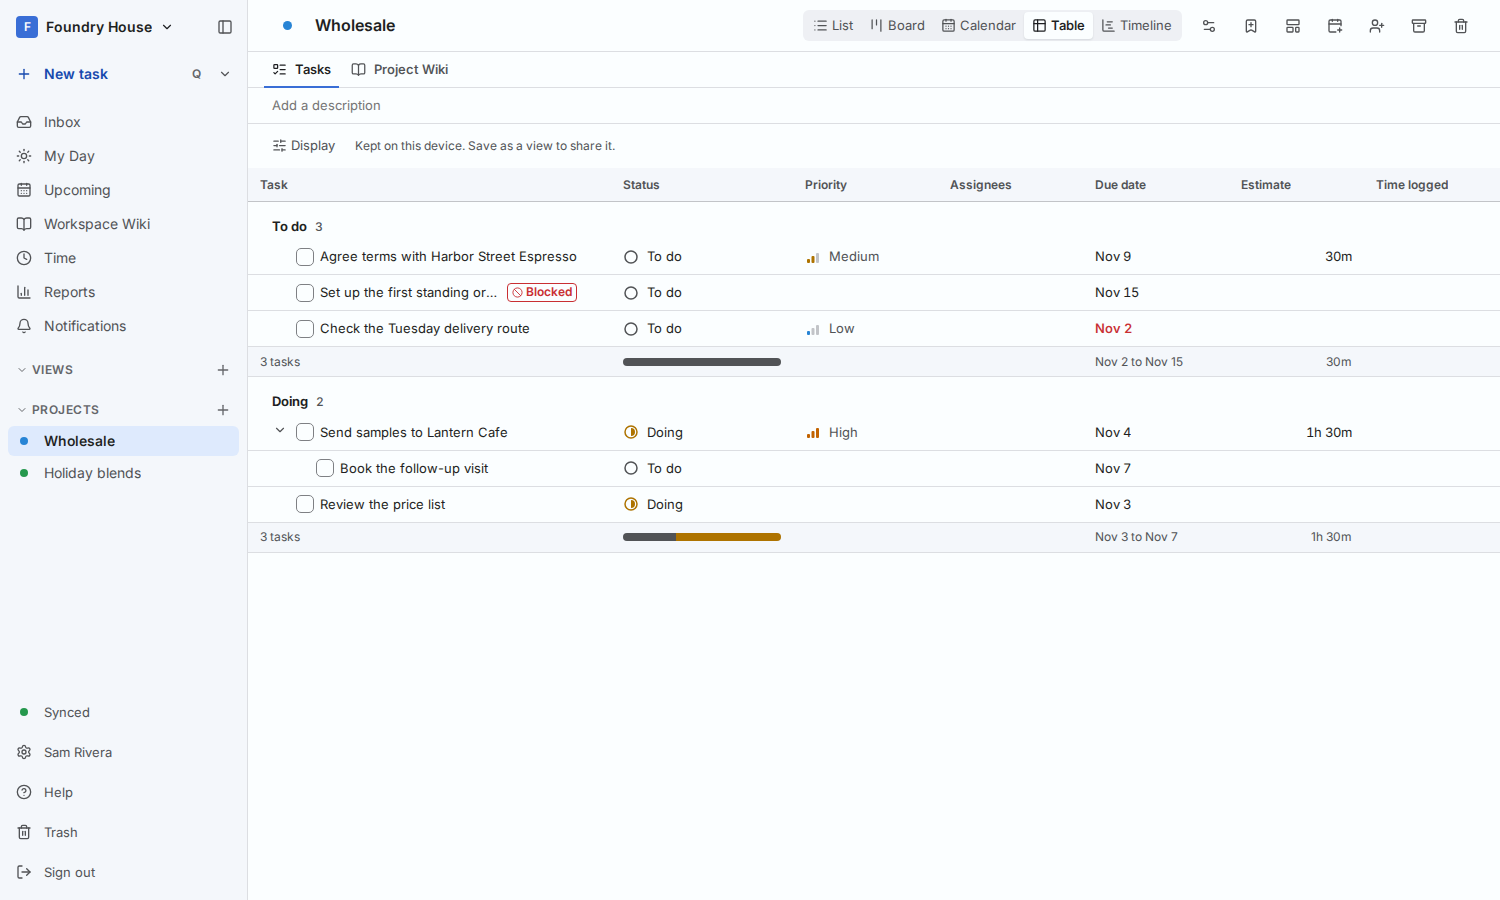 F Foundry House
New task Q
Inbox
My Day
Upcoming
Workspace Wiki
Time
Reports
Notifications
VIEWS
PROJECTS
Wholesale
Holiday blends
Synced
Sam Rivera
Help
Trash
Sign out
Wholesale
List Board Calendar Table Timeline
Tasks Project Wiki
Add a description
Display Kept on this device. Save as a view to share it.
Task Status Priority Assignees Due date Estimate Time logged
To do 3
Agree terms with Harbor Street Espresso To do Medium Nov 9 30m
Set up the first standing or... Blocked To do Nov 15
Check the Tuesday delivery route To do Low Nov 2
3 tasks Nov 2 to Nov 15 30m
Doing 2
Send samples to Lantern Cafe Doing High Nov 4 1h 30m
Book the follow-up visit To do Nov 7
Review the price list Doing Nov 3
3 tasks Nov 3 to Nov 7 1h 30m